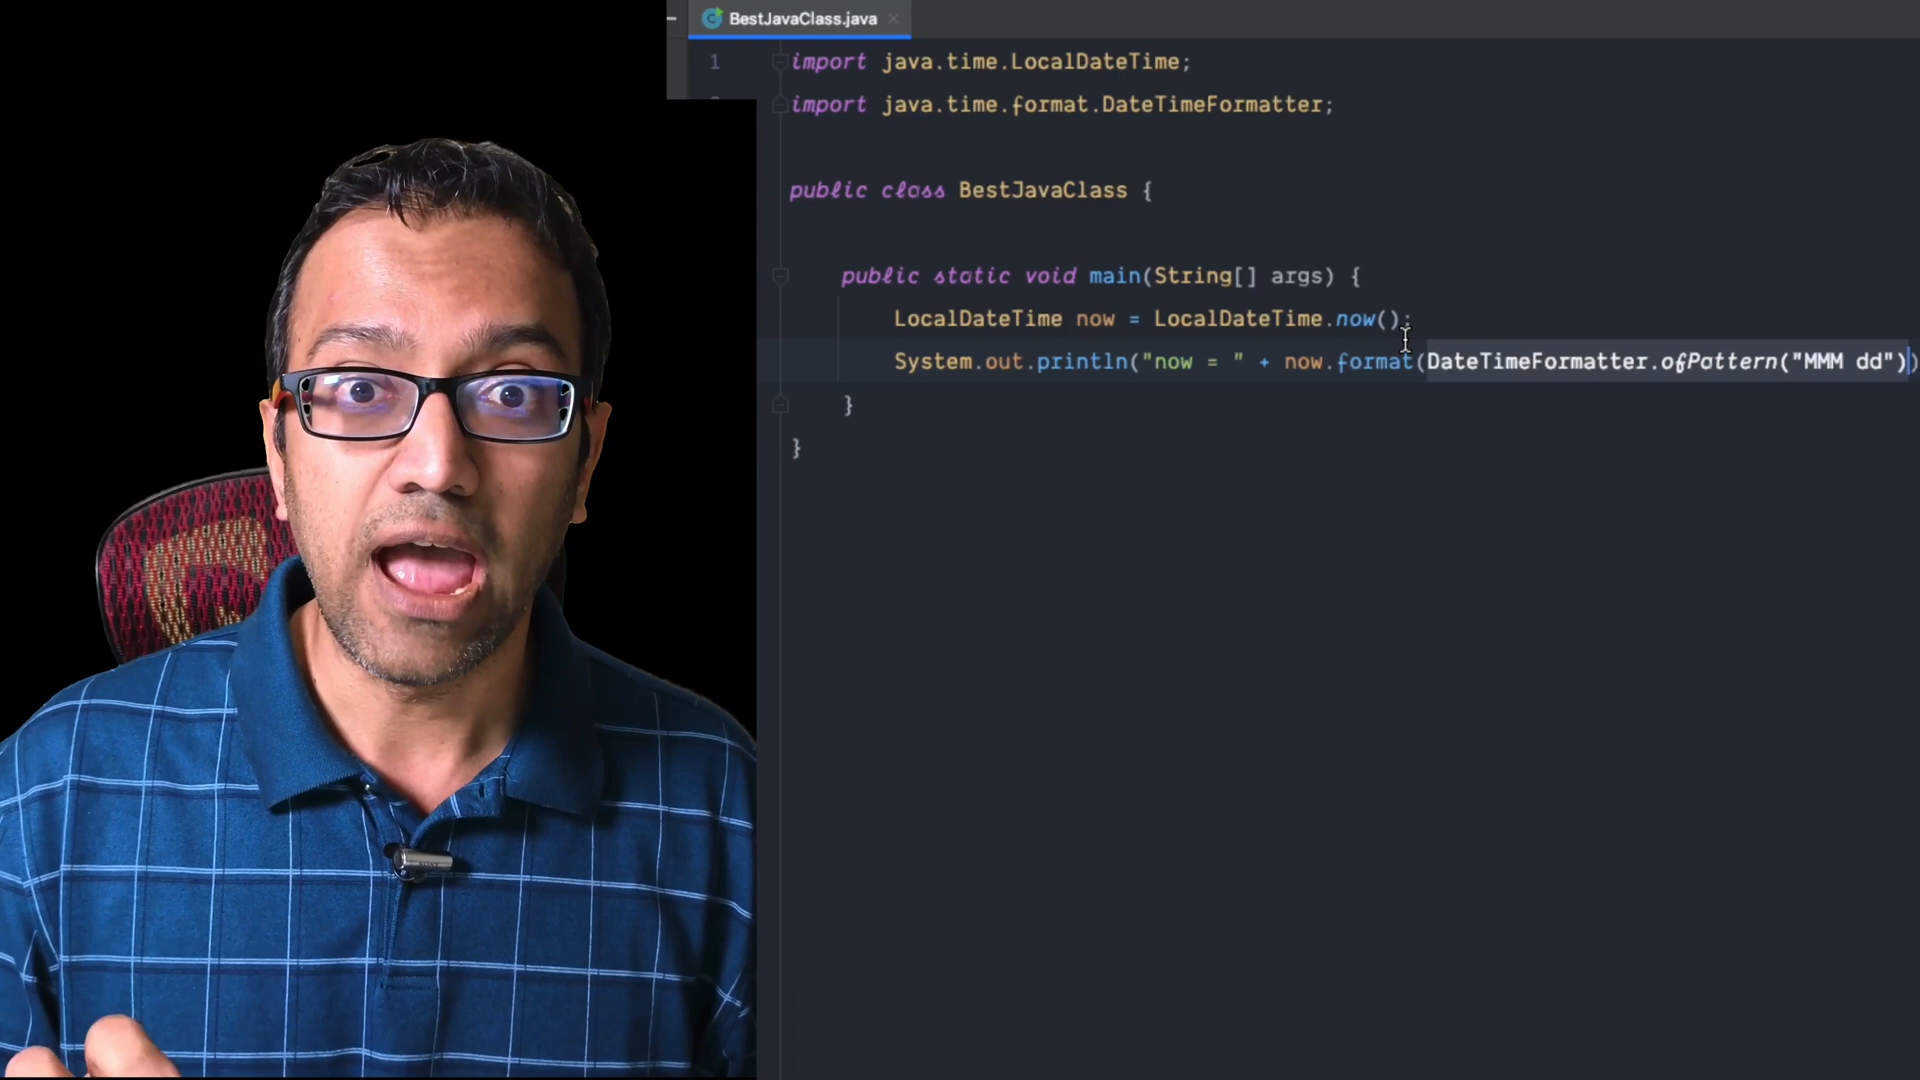 BestJavaClass.java
1 import java.time.LocalDateTime;
import java.time.format.DateTimeFormatter;
public class BestJavaClass {
public static void main(String[] args) {
LocalDateTime now = LocalDateTime.now();
System.out.println("now = " + now.format(DateTimeFormatter.ofPattern("MMM dd"))
}
}